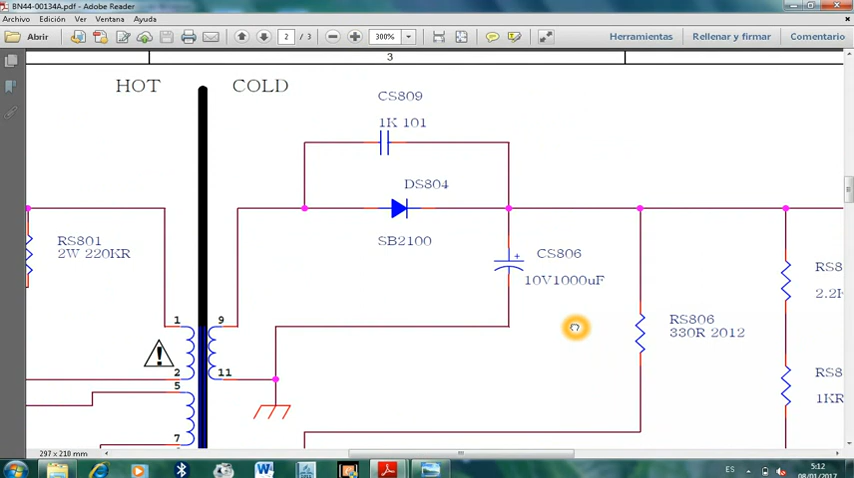 BN44-00134A.pdf - Adobe Reader
Archivo Edición Ver Ventana Ayuda
Abrir 2 / 3 300% Herramientas Rellenar y firmar Comentario
3
HOT COLD
CS809
1K 101
DS804
SB2100
RS801
2W 220KR
CS806
+
10V1000uF
RS8
2.2K
1 9
RS806
330R 2012
!
2 11
5
RS8
1KR
7
297 x 210 mm
ES 5:12
08/01/2017